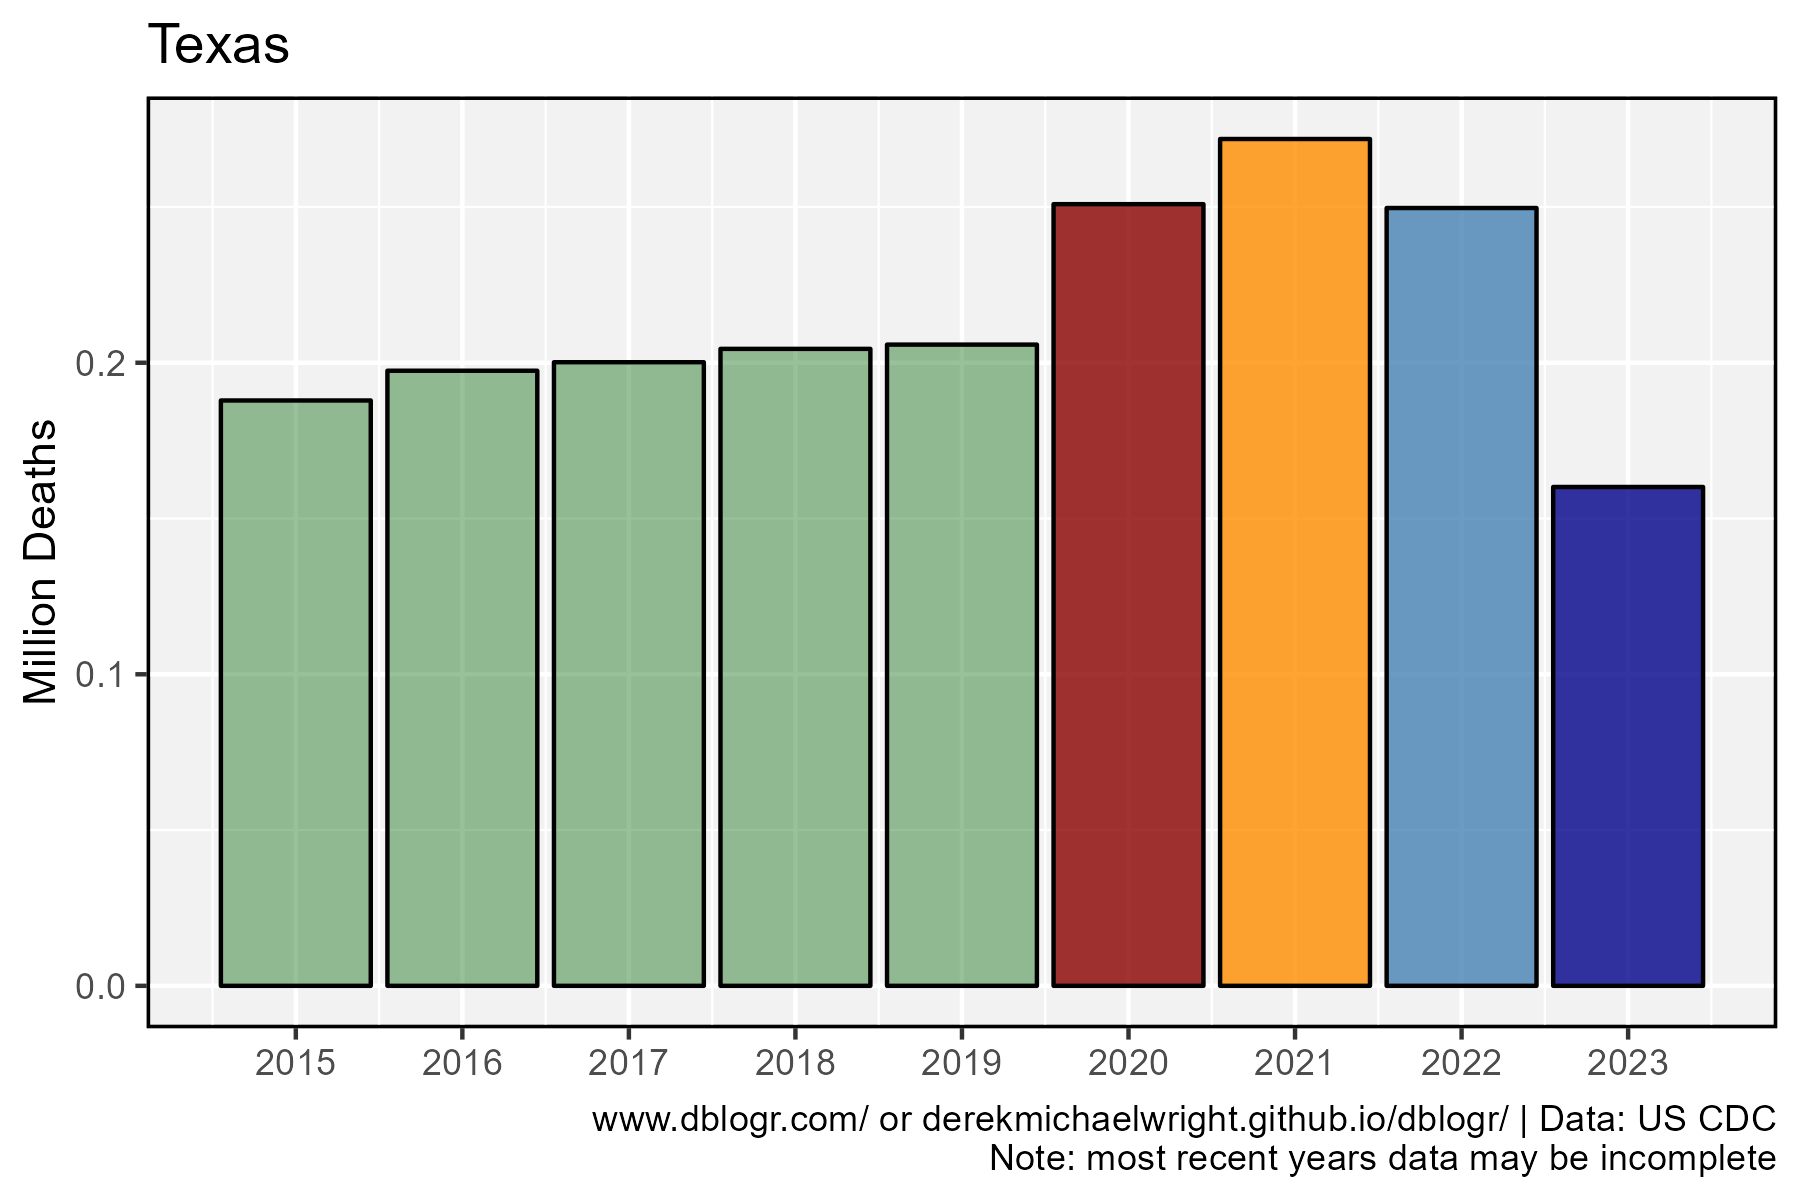 Texas
Million Deaths
0.2
0.1
0.0
2015 2016 2017 2018 2019 2020 2021 2022 2023
www.dblogr.com/ or derekmichaelwright.github.io/dblogr/ | Data: US CDC
Note: most recent years data may be incomplete